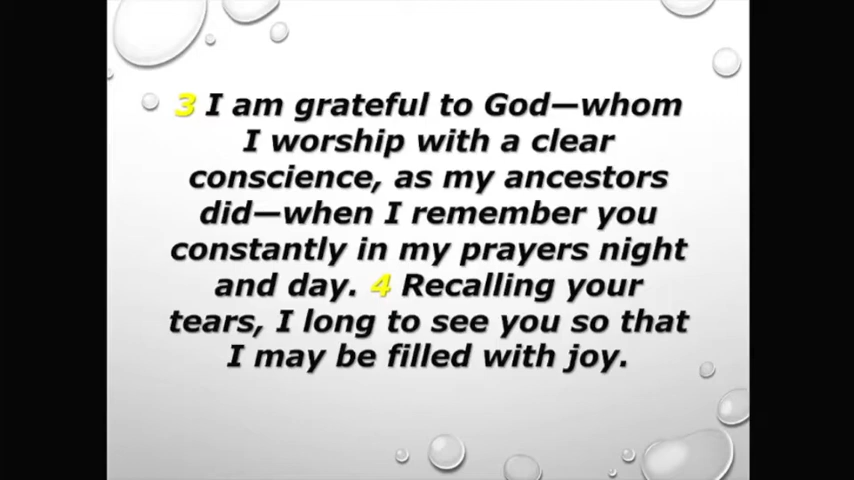 3 I am grateful to God—whom
I worship with a clear
conscience, as my ancestors
did—when I remember you
constantly in my prayers night
and day. 4 Recalling your
tears, I long to see you so that
I may be filled with joy.